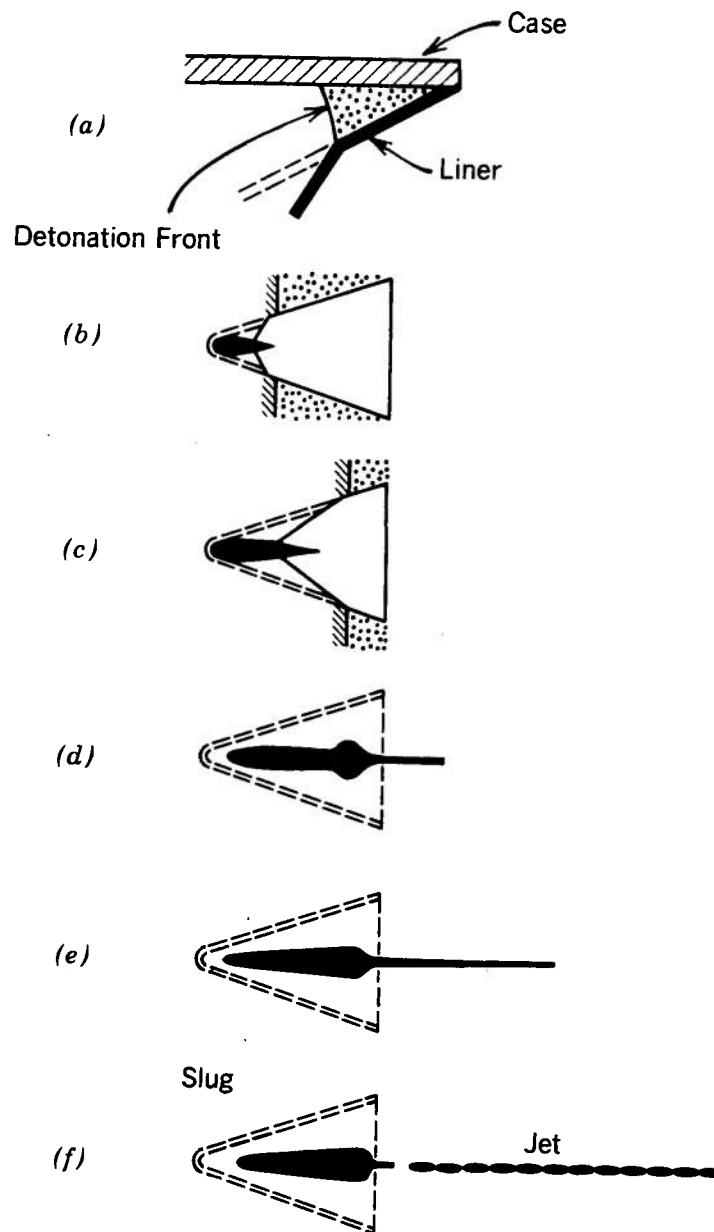 Case
(a)
Liner
Detonation Front
(b)
(c)
(d)
(e)
Slug
(f)
Jet